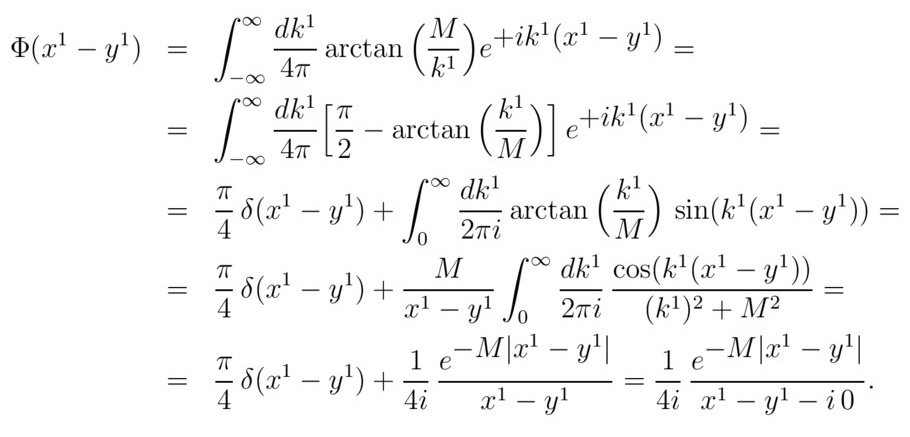 Φ(x¹ − y¹) = ∫_{−∞}^{∞} dk¹/4π arctan (M/k¹) e^{+ik¹(x¹ − y¹)} =
= ∫_{−∞}^{∞} dk¹/4π [π/2 − arctan (k¹/M)] e^{+ik¹(x¹ − y¹)} =
= π/4 δ(x¹ − y¹) + ∫_{0}^{∞} dk¹/2πi arctan (k¹/M) sin(k¹(x¹ − y¹)) =
= π/4 δ(x¹ − y¹) + M/(x¹ − y¹) ∫_{0}^{∞} dk¹/2πi cos(k¹(x¹ − y¹))/((k¹)² + M²) =
= π/4 δ(x¹ − y¹) + 1/4i e^{−M|x¹ − y¹|}/(x¹ − y¹) = 1/4i e^{−M|x¹ − y¹|}/(x¹ − y¹ − i 0).